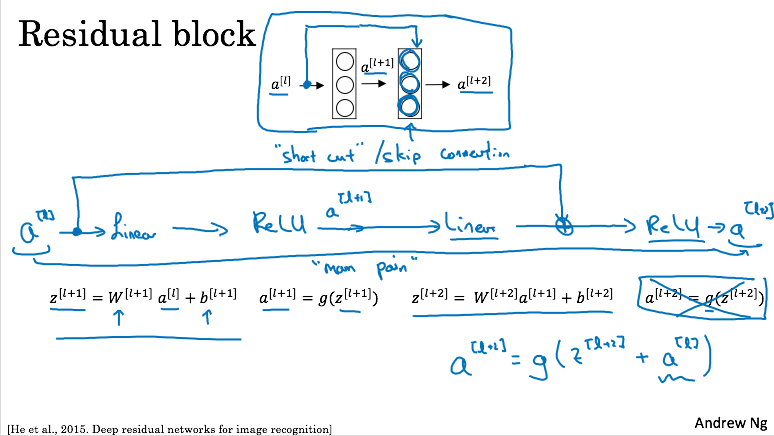 Residual block
a^[l] a^[l+1] a^[l+2]
"short cut" / skip connection
a^[l] → Linear → ReLU a^[l+1] → Linear → ReLU → a^[l+2]
"main path"
z^[l+1] = W^[l+1] a^[l] + b^[l+1] a^[l+1] = g(z^[l+1]) z^[l+2] = W^[l+2] a^[l+1] + b^[l+2] a^[l+2] = g(z^[l+2])
a^[l+2] = g(z^[l+2] + a^[l])
[He et al., 2015. Deep residual networks for image recognition]
Andrew Ng